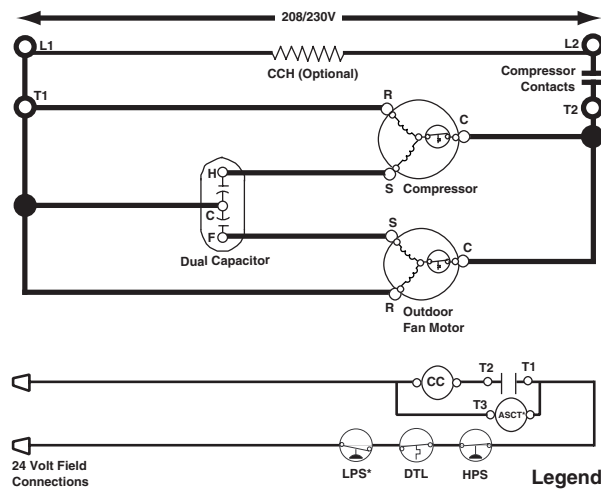 208/230V
L1
L2
CCH (Optional)
Compressor
Contacts
T1
T2
R
C
H
S
Compressor
C
S
F
C
Dual Capacitor
R
Outdoor
Fan Motor
CC
T2
T1
T3
ASCT*
24 Volt Field
Connections
LPS*
DTL
HPS
Legend